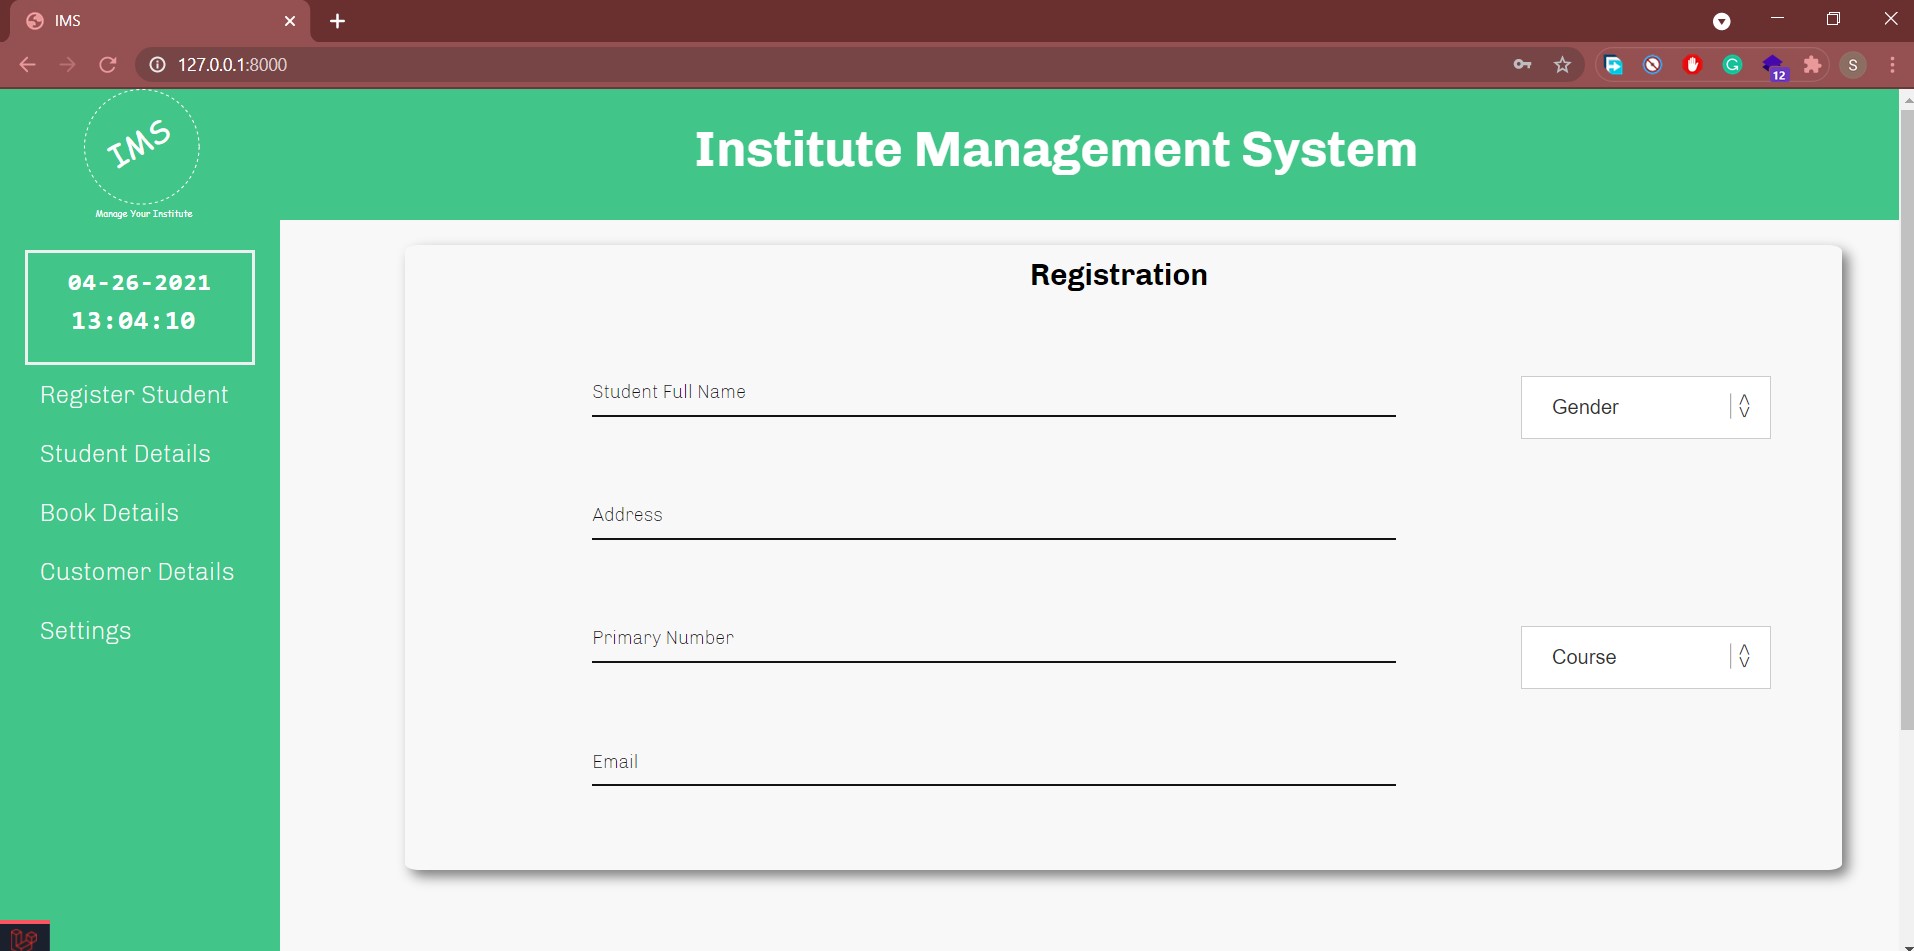 IMS
127.0.0.1:8000
12
S
IMS
Manage Your Institute
Institute Management System
04-26-2021
13:04:10
Register Student
Student Details
Book Details
Customer Details
Settings
Registration
Student Full Name
Gender
Address
Primary Number
Course
Email